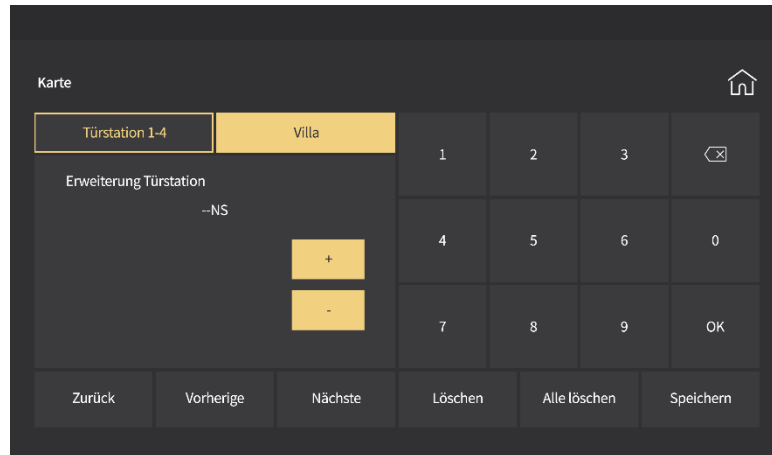 Karte
Türstation 1-4
Villa
Erweiterung Türstation
--NS
+
-
1
2
3
4
5
6
0
7
8
9
OK
Zurück
Vorherige
Nächste
Löschen
Alle löschen
Speichern